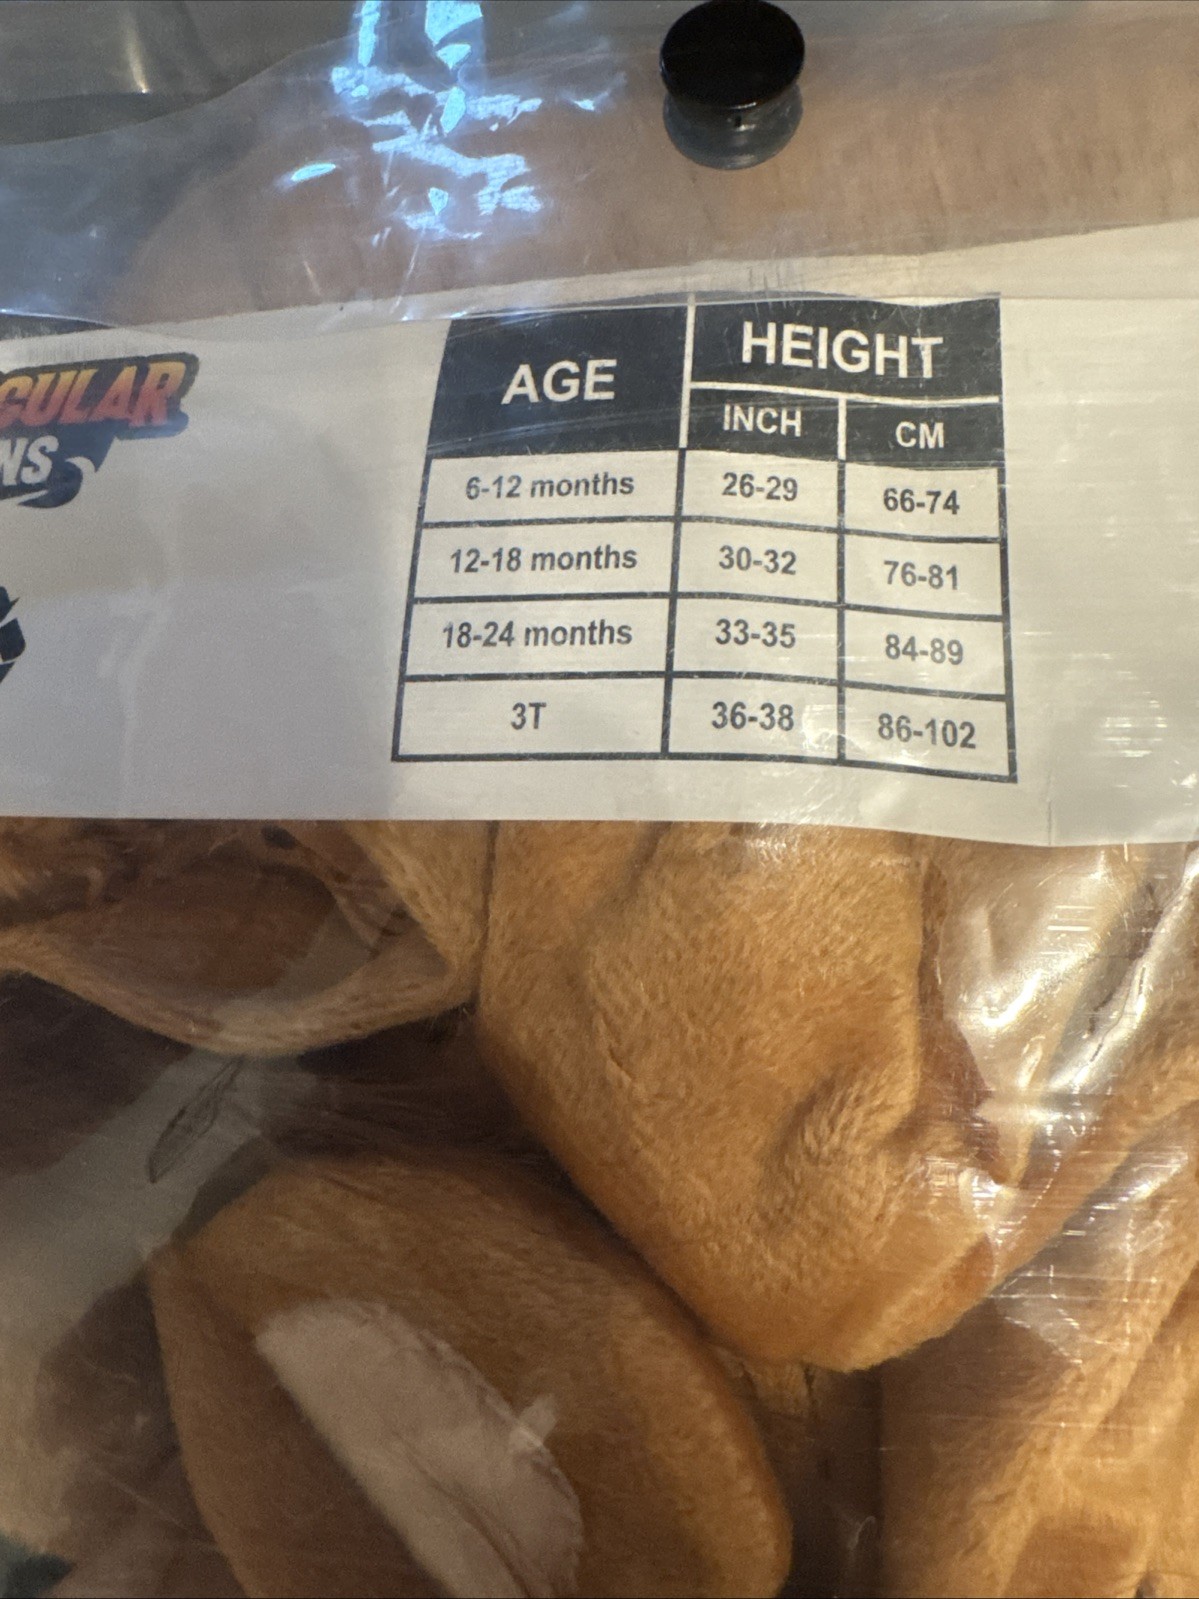 CULAR
NS
AGE HEIGHT
INCH CM
6-12 months 26-29 66-74
12-18 months 30-32 76-81
18-24 months 33-35 84-89
3T 36-38 86-102